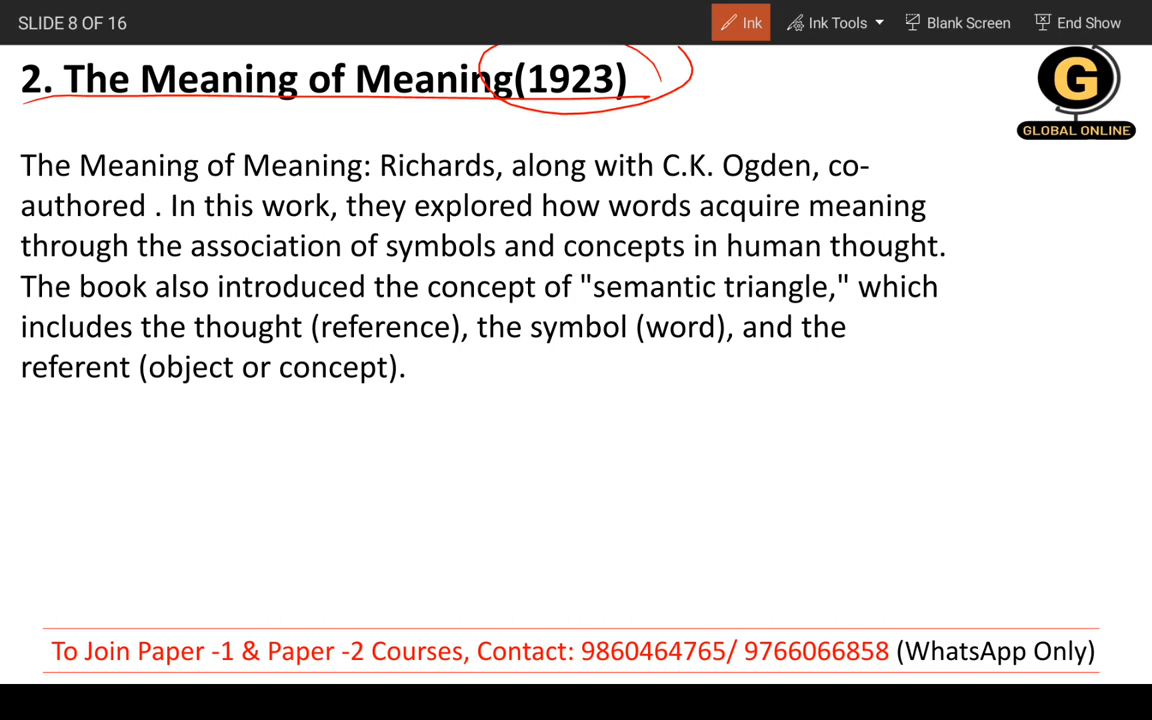 SLIDE 8 OF 16
Ink
Ink Tools
Blank Screen
End Show
2. The Meaning of Meaning(1923)
G
GLOBAL ONLINE
The Meaning of Meaning: Richards, along with C.K. Ogden, co-
authored . In this work, they explored how words acquire meaning
through the association of symbols and concepts in human thought.
The book also introduced the concept of "semantic triangle," which
includes the thought (reference), the symbol (word), and the
referent (object or concept).
To Join Paper -1 & Paper -2 Courses, Contact: 9860464765/ 9766066858 (WhatsApp Only)